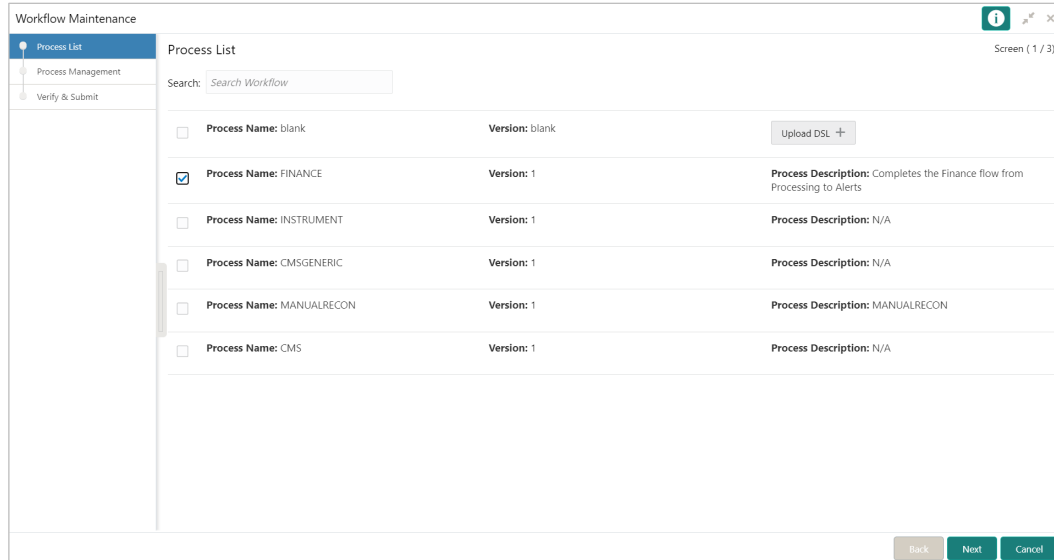 Workflow Maintenance
Process List
Process Management
Verify & Submit
Process List
Screen ( 1 / 3)
Search: Search Workflow
Process Name: blank Version: blank Upload DSL +
Process Name: FINANCE Version: 1 Process Description: Completes the Finance flow from
Processing to Alerts
Process Name: INSTRUMENT Version: 1 Process Description: N/A
Process Name: CMSGENERIC Version: 1 Process Description: N/A
Process Name: MANUALRECON Version: 1 Process Description: MANUALRECON
Process Name: CMS Version: 1 Process Description: N/A
Back Next Cancel